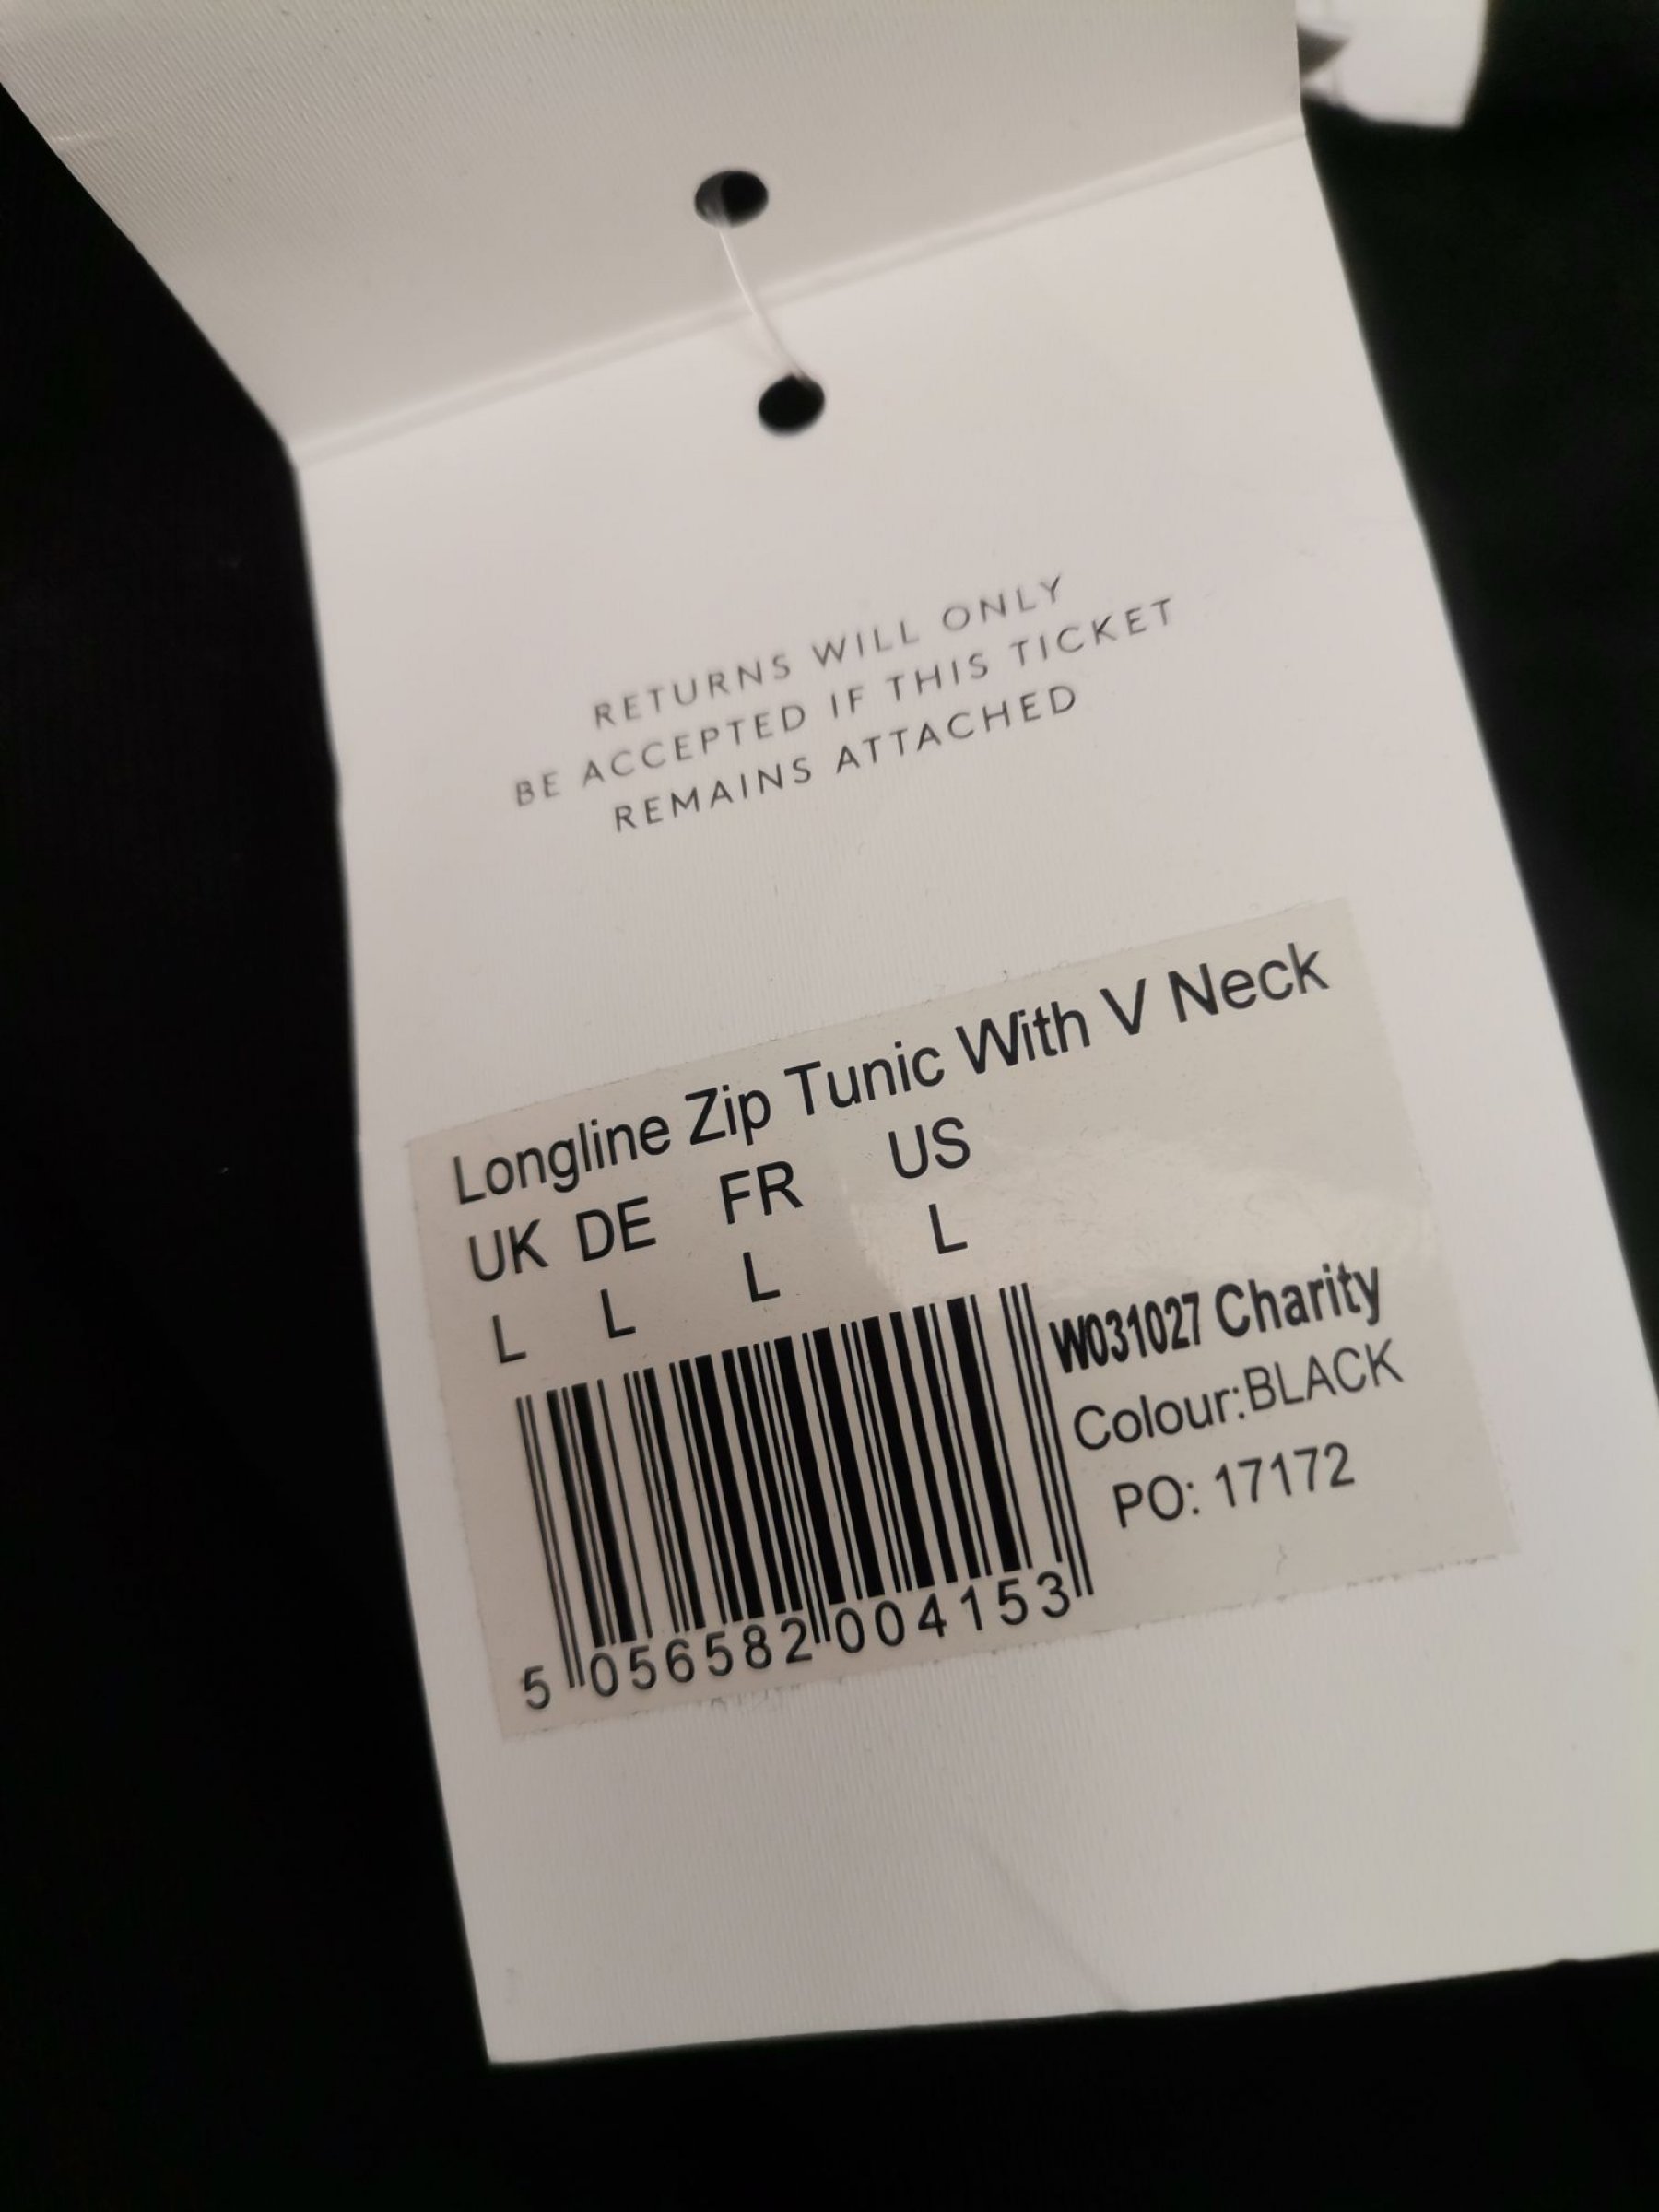 RETURNS WILL ONLY
BE ACCEPTED IF THIS TICKET
REMAINS ATTACHED
Longline Zip Tunic With V Neck
UK DE FR US
L L L L
W031027 Charity
Colour:BLACK
PO: 17172
5 056582 004153